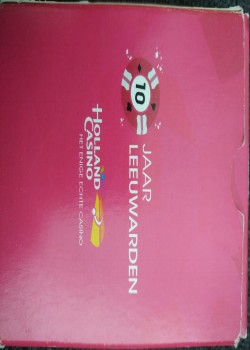 10
JAAR
LEEUWARDEN
HOLLAND
CASINO
HET ENIGE ECHTE CASINO